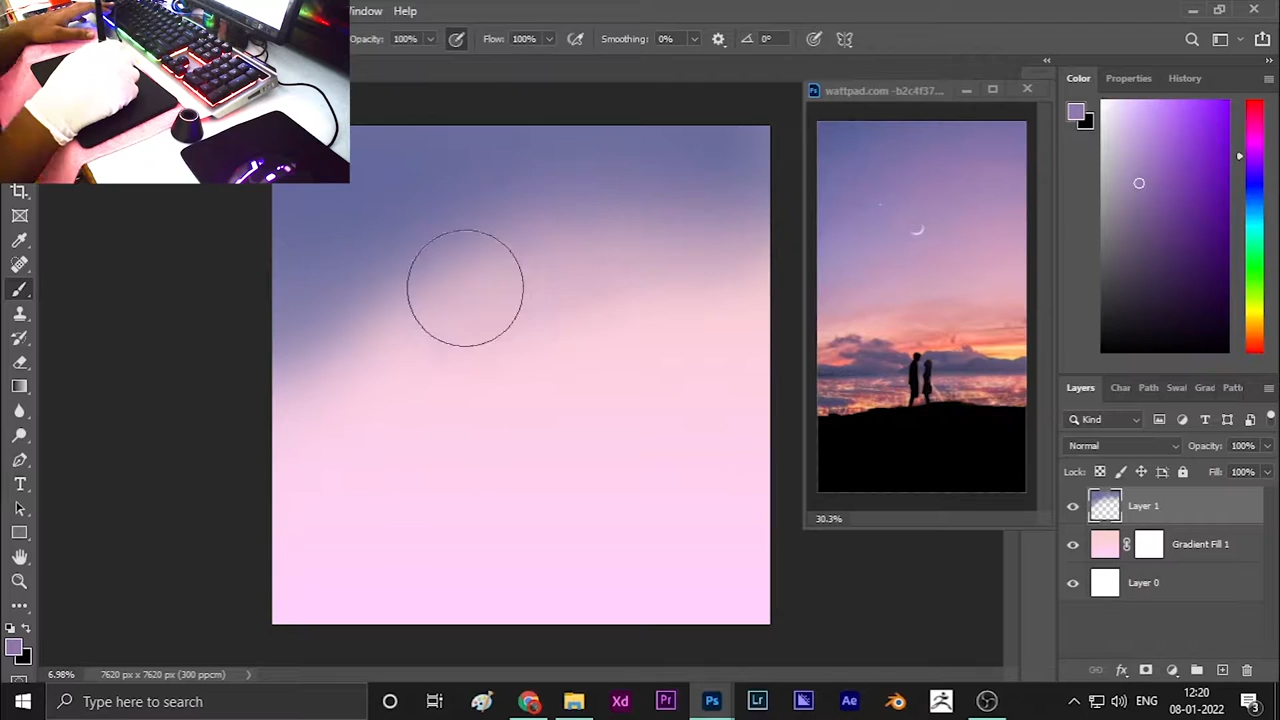 Window Help
Opacity: 100% Flow: 100% Smoothing: 0% 0°
wattpad.com -b2c4f37...
30.3%
Color Properties History
Layers Char Path Swat Grad Path
Kind
Normal Opacity: 100%
Lock: Fill: 100%
Layer 1
Gradient Fill 1
Layer 0
6.98% 7620 px x 7620 px (300 ppcm)
Type here to search
Xd Pr Ps Lr Ae
ENG
12:20
08-01-2022
3